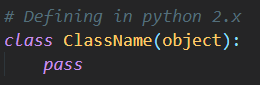 # Defining in python 2.x
class ClassName(object):
    pass